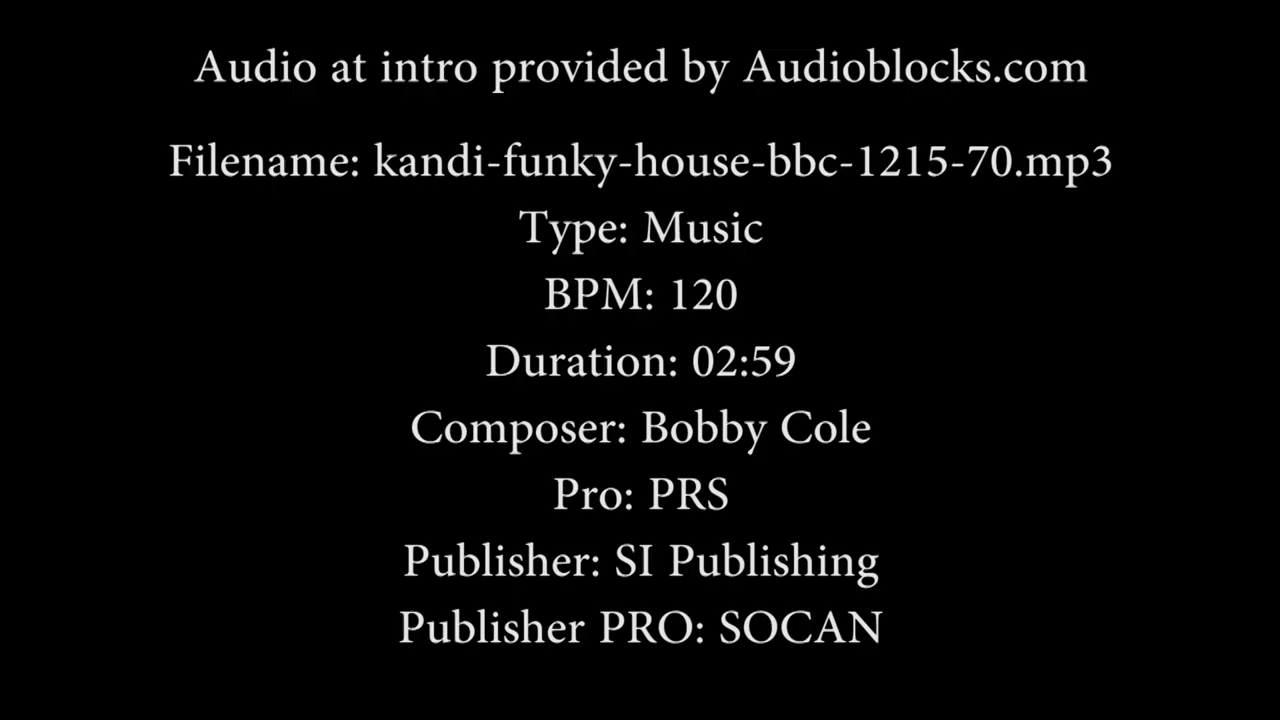 Audio at intro provided by Audioblocks.com
Filename: kandi-funky-house-bbc-1215-70.mp3
Type: Music
BPM: 120
Duration: 02:59
Composer: Bobby Cole
Pro: PRS
Publisher: SI Publishing
Publisher PRO: SOCAN